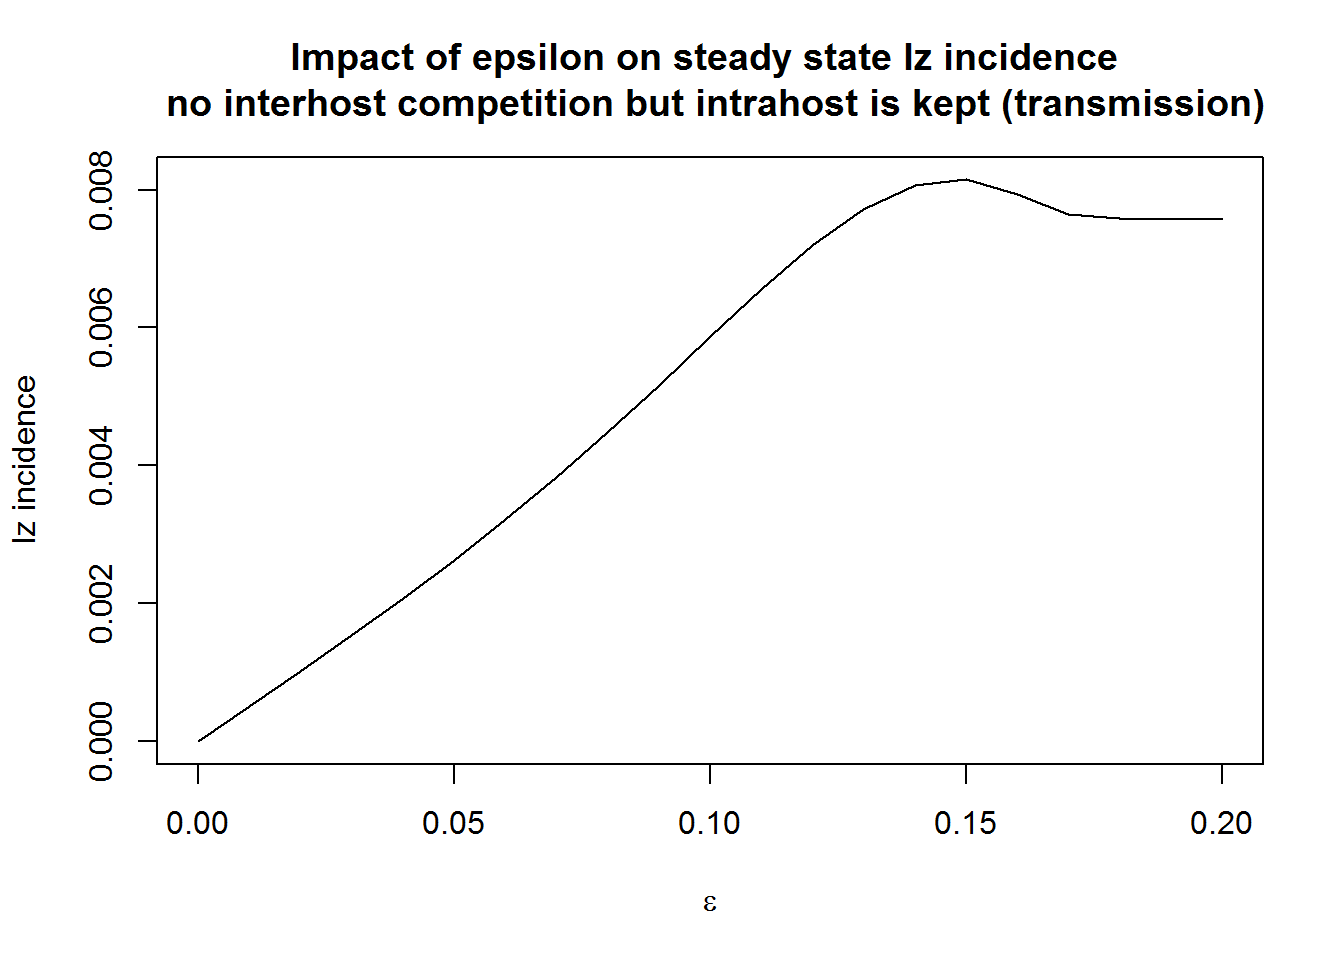 Impact of epsilon on steady state Iz incidence
no interhost competition but intrahost is kept (transmission)
Iz incidence
0.008
0.006
0.004
0.002
0.000
0.00 0.05 0.10 0.15 0.20
ε